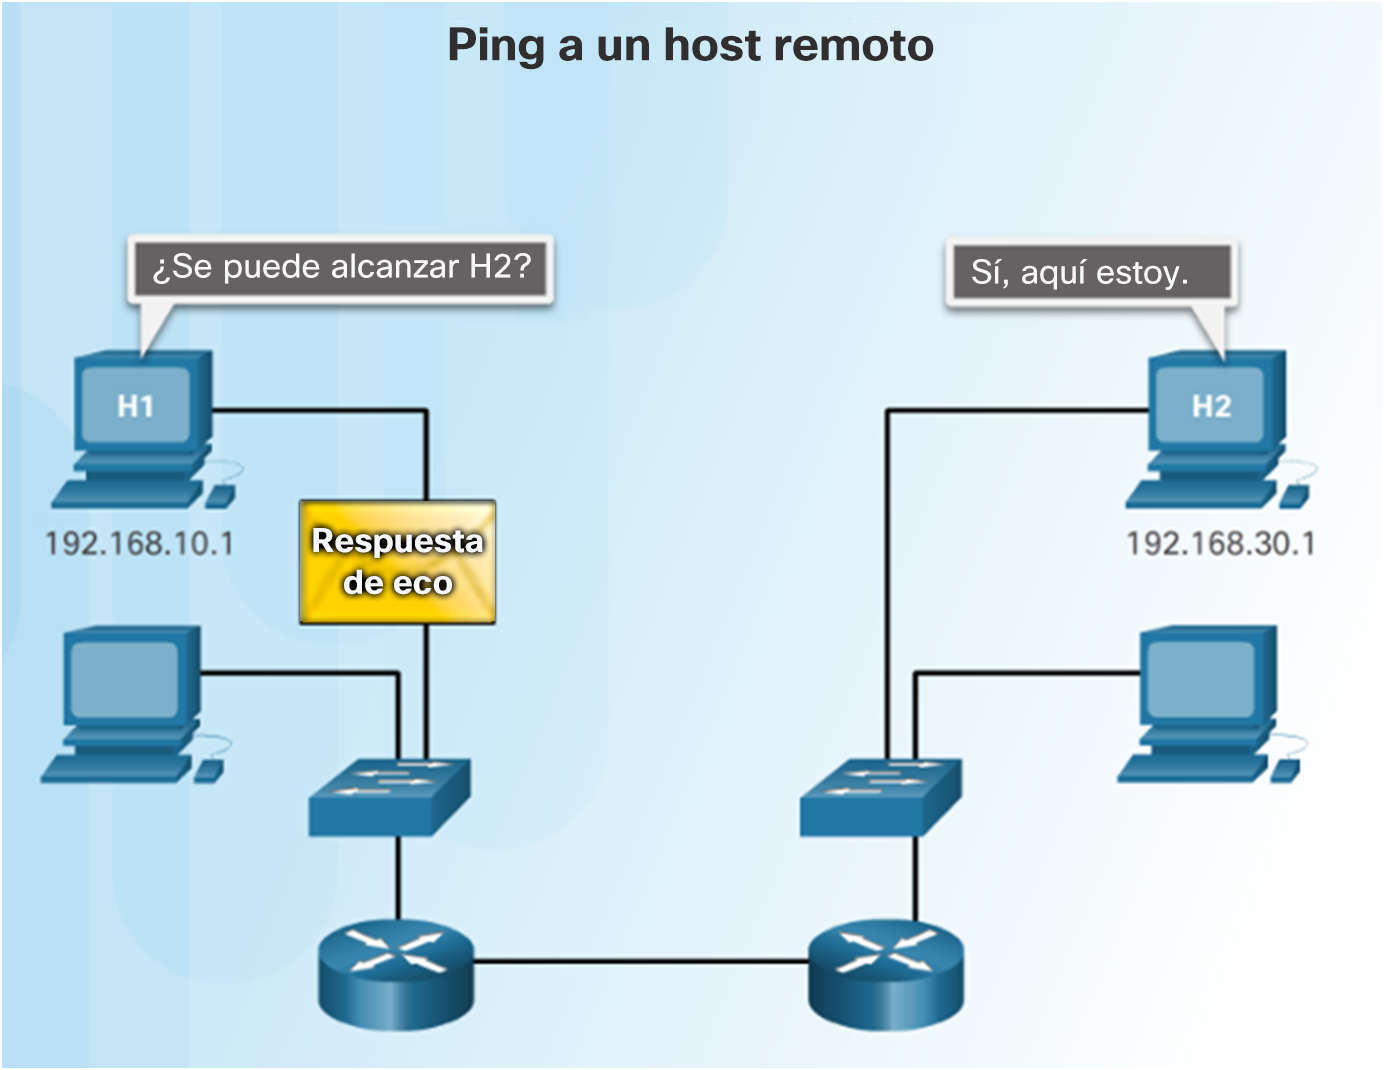 Ping a un host remoto
¿Se puede alcanzar H2?
Sí, aquí estoy.
H1
H2
192.168.10.1
192.168.30.1
Respuesta
de eco